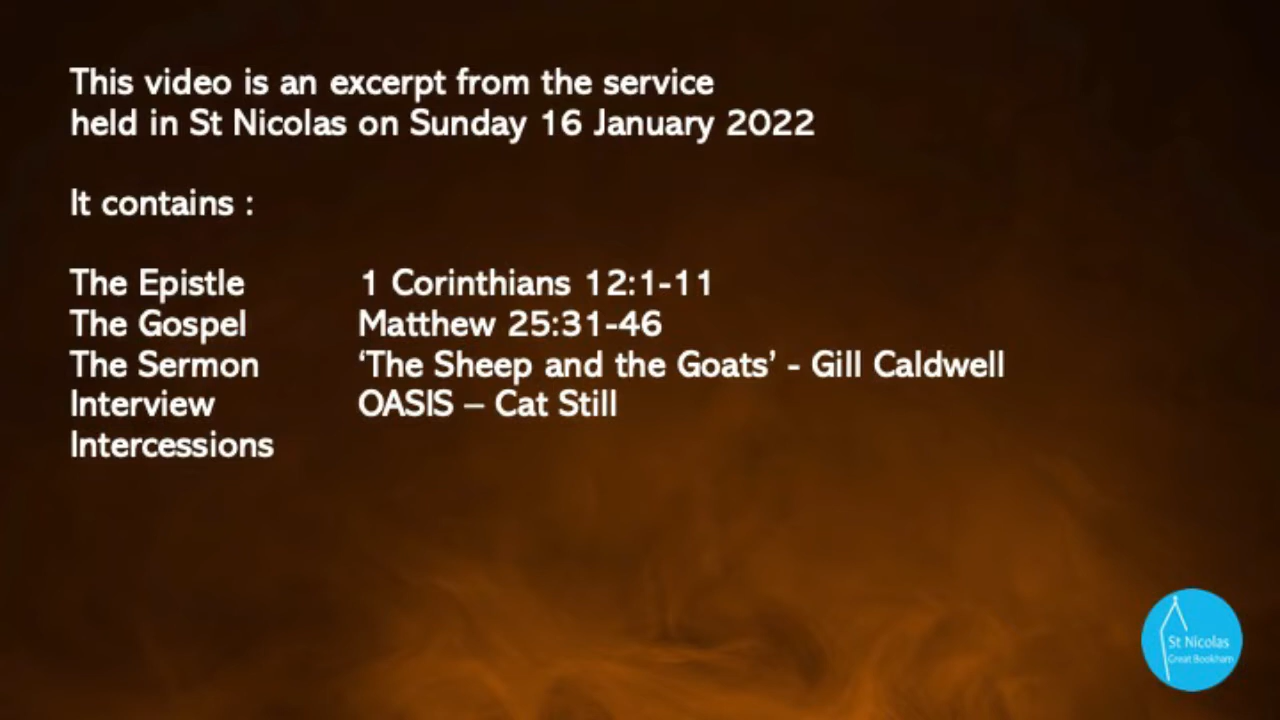 This video is an excerpt from the service
held in St Nicolas on Sunday 16 January 2022
It contains :
The Epistle 1 Corinthians 12:1-11
The Gospel Matthew 25:31-46
The Sermon ‘The Sheep and the Goats’ - Gill Caldwell
Interview OASIS – Cat Still
Intercessions
St Nicolas
Great Bookham